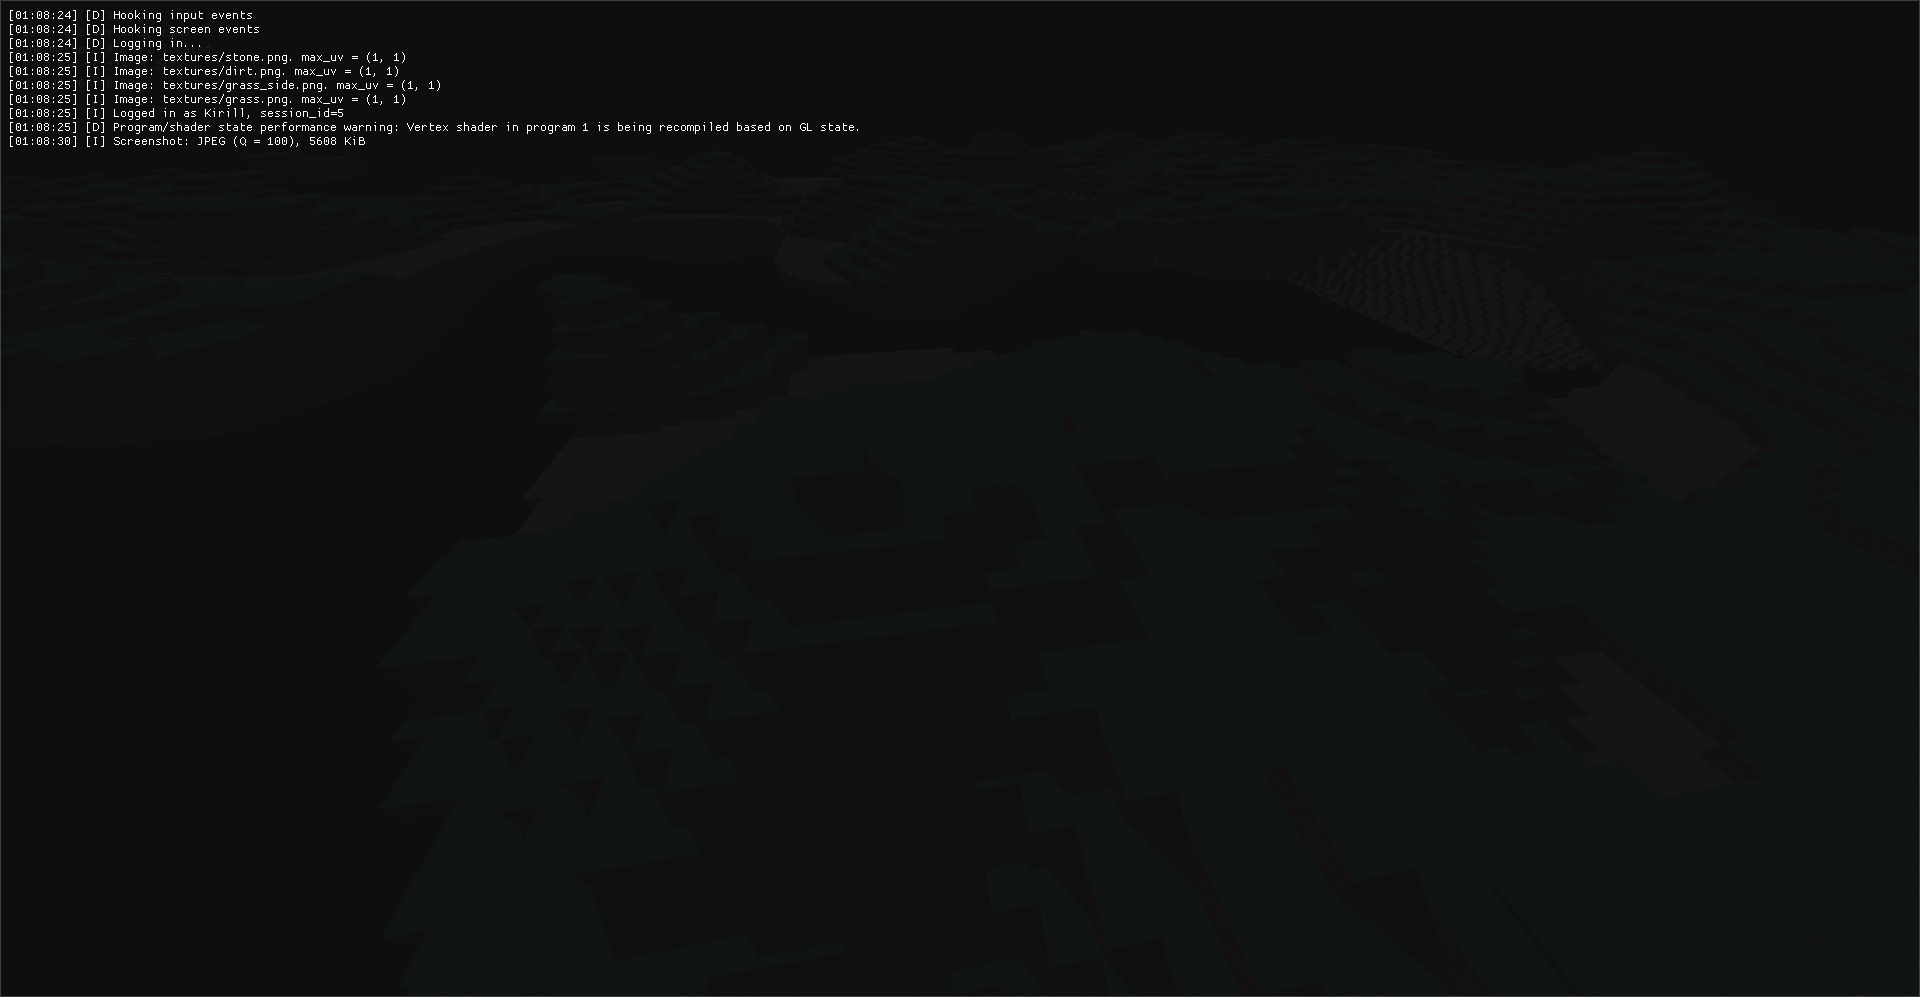 [01:08:24] [D] Hooking input events
[01:08:24] [D] Hooking screen events
[01:08:24] [D] Logging in...
[01:08:25] [I] Image: textures/stone.png. max_uv = (1, 1)
[01:08:25] [I] Image: textures/dirt.png. max_uv = (1, 1)
[01:08:25] [I] Image: textures/grass_side.png. max_uv = (1, 1)
[01:08:25] [I] Image: textures/grass.png. max_uv = (1, 1)
[01:08:25] [I] Logged in as Kirill, session_id=5
[01:08:25] [D] Program/shader state performance warning: Vertex shader in program 1 is being recompiled based on GL state.
[01:08:30] [I] Screenshot: JPEG (Q = 100), 5608 KiB